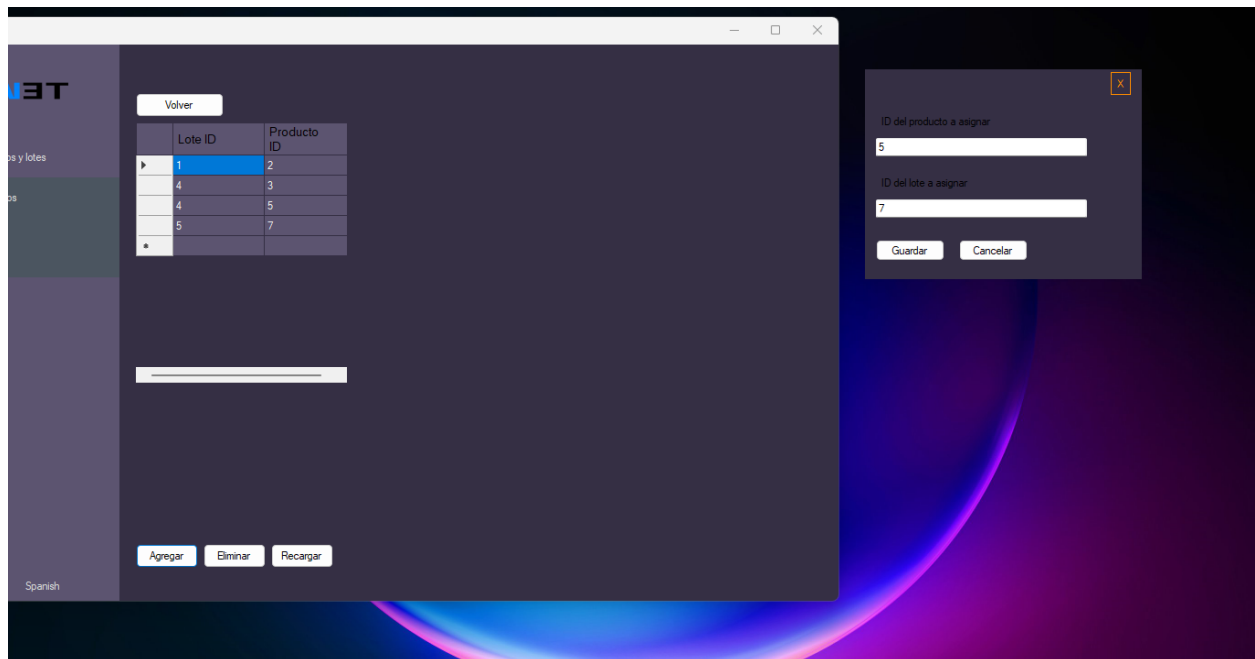 Volver
Lote ID
Producto ID
1 2
4 3
4 5
5 7
Agregar Eliminar Recargar
Spanish
os y lotes
os
X
ID del producto a asignar
5
ID del lote a asignar
7
Guardar Cancelar